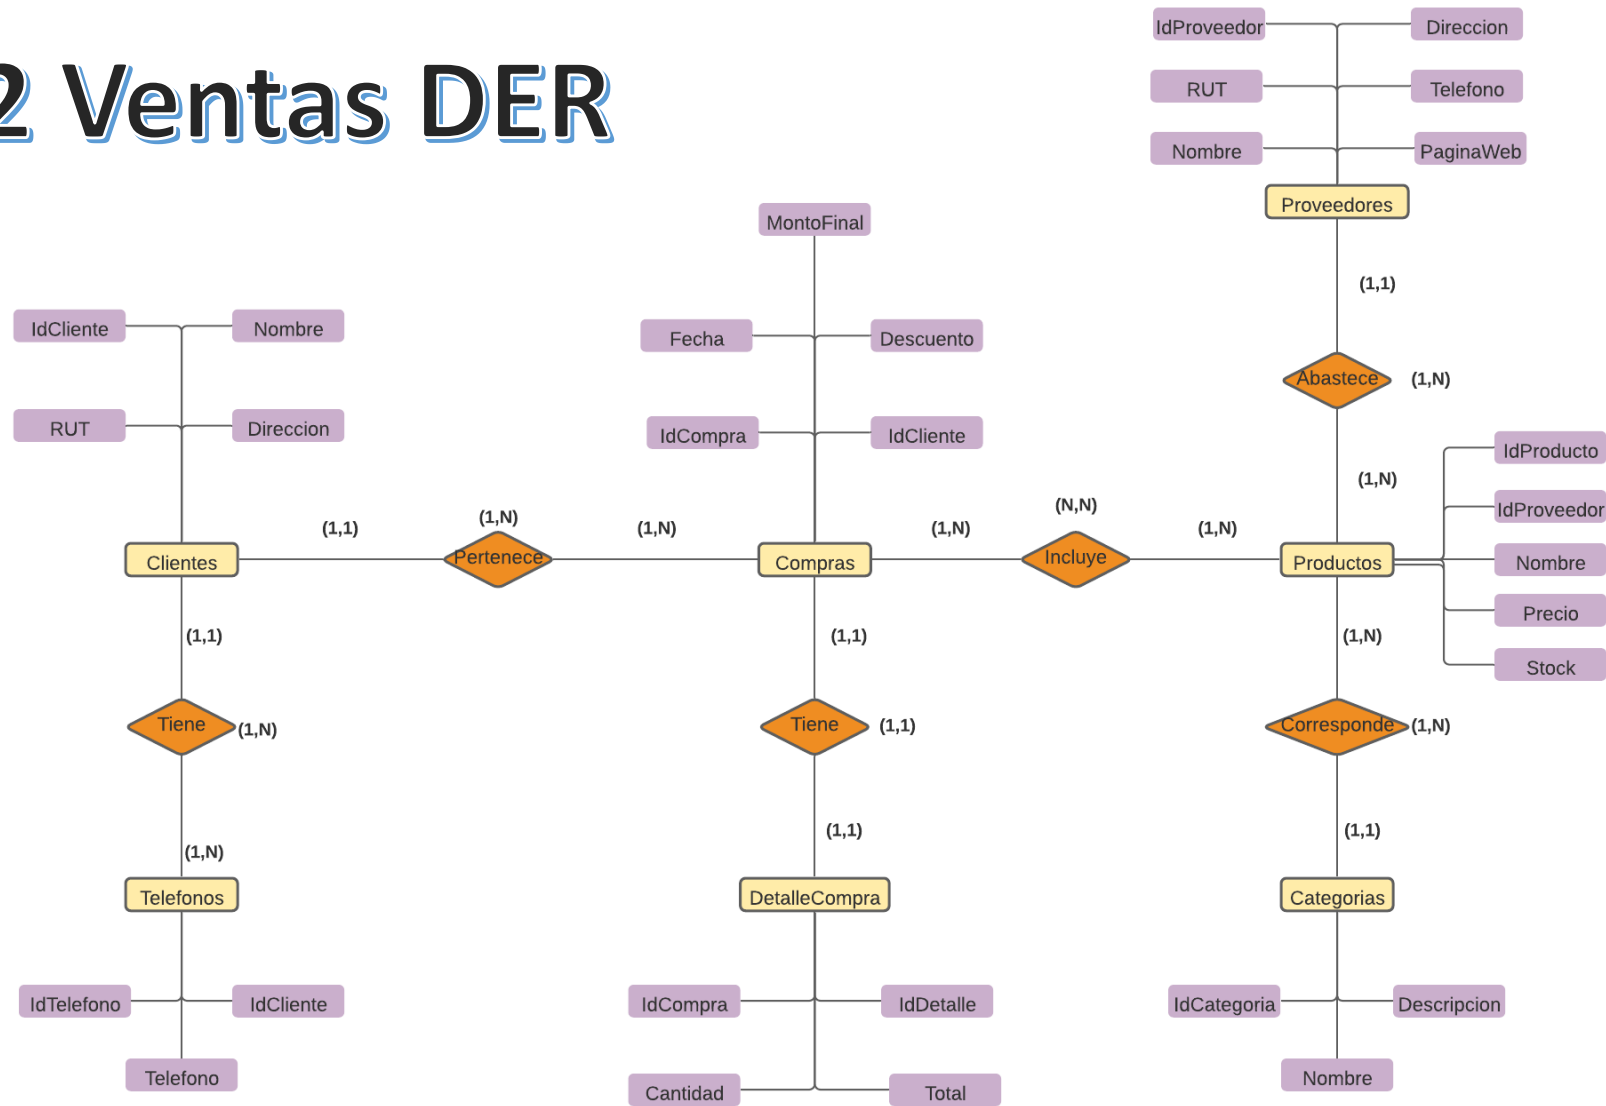 2 Ventas DER
IdProveedor
Direccion
RUT
Telefono
Nombre
PaginaWeb
Proveedores
MontoFinal
(1,1)
IdCliente
Nombre
Fecha
Descuento
Abastece
(1,N)
RUT
Direccion
IdCompra
IdCliente
IdProducto
(1,N)
IdProveedor
(1,1)
(1,N)
(1,N)
(1,N)
(N,N)
(1,N)
Clientes
Pertenece
Compras
Incluye
Productos
Nombre
Precio
(1,1)
(1,1)
(1,N)
Stock
Tiene
(1,N)
Tiene
(1,1)
Corresponde
(1,N)
(1,N)
(1,1)
(1,1)
Telefonos
DetalleCompra
Categorias
IdTelefono
IdCliente
IdCompra
IdDetalle
IdCategoria
Descripcion
Telefono
Cantidad
Total
Nombre